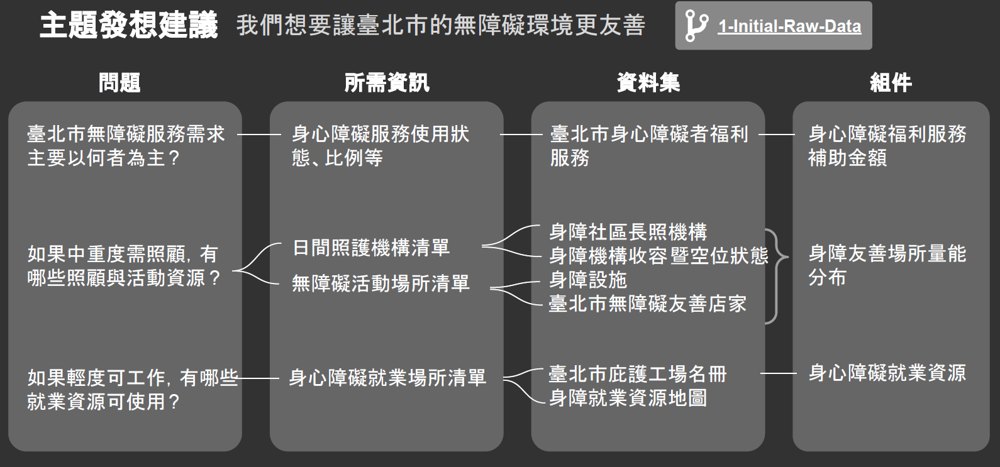 主題發想建議 我們想要讓臺北市的無障礙環境更友善 1-Initial-Raw-Data
問題
臺北市無障礙服務需求
主要以何者為主？
如果中重度需照顧, 有
哪些照顧與活動資源？
如果輕度可工作, 有哪些
就業資源可使用？
所需資訊
身心障礙服務使用狀
態、比例等
日間照護機構清單
無障礙活動場所清單
身心障礙就業場所清單
資料集
臺北市身心障礙者福利
服務
身障社區長照機構
身障機構收容暨空位狀態
身障設施
臺北市無障礙友善店家
臺北市庇護工場名冊
身障就業資源地圖
組件
身心障礙福利服務
補助金額
身障友善場所量能
分布
身心障礙就業資源